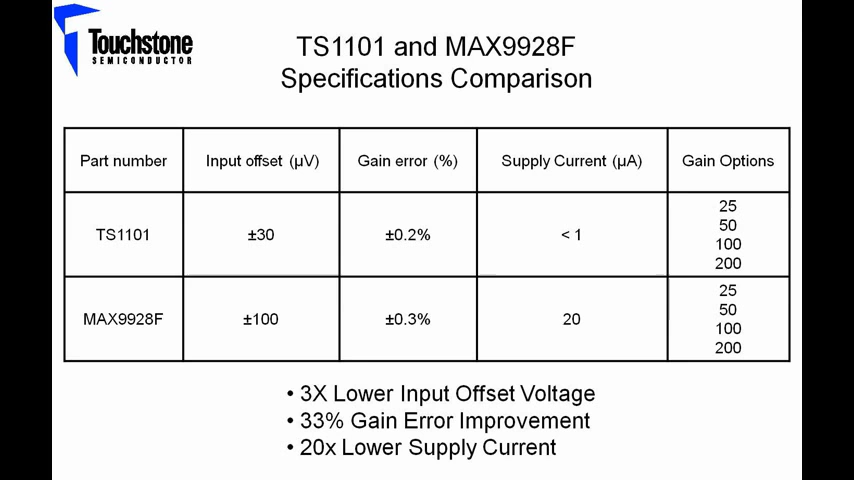 Touchstone
SEMICONDUCTOR
TS1101 and MAX9928F
Specifications Comparison
Part number Input offset (µV) Gain error (%) Supply Current (µA) Gain Options
TS1101 ±30 ±0.2% < 1 25
50
100
200
MAX9928F ±100 ±0.3% 20 25
50
100
200
• 3X Lower Input Offset Voltage
• 33% Gain Error Improvement
• 20x Lower Supply Current